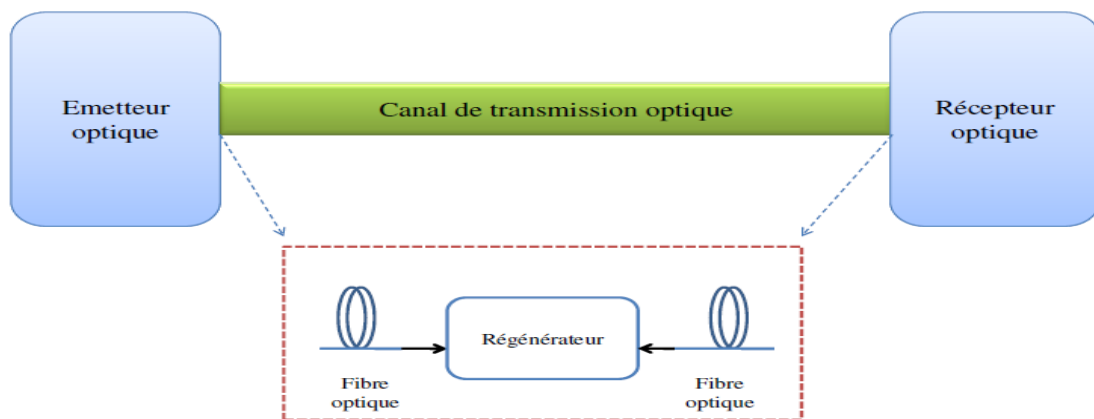 Emetteur
optique
Canal de transmission optique
Récepteur
optique
Régénérateur
Fibre
optique
Fibre
optique